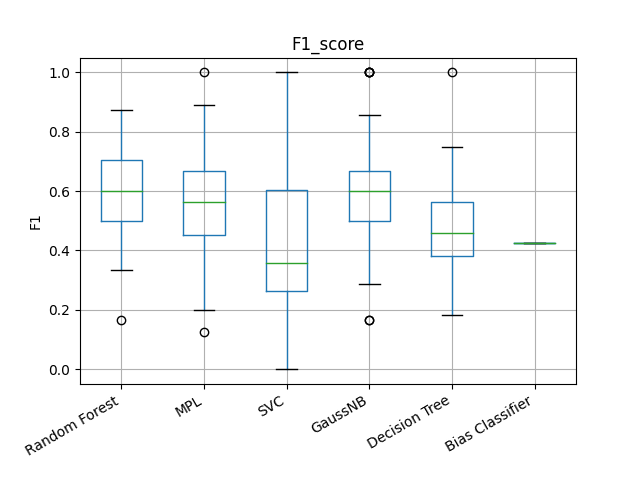 F1_score
1.0
0.8
0.6
0.4
0.2
0.0
F1
Random Forest
MPL
SVC
GaussNB
Decision Tree
Bias Classifier